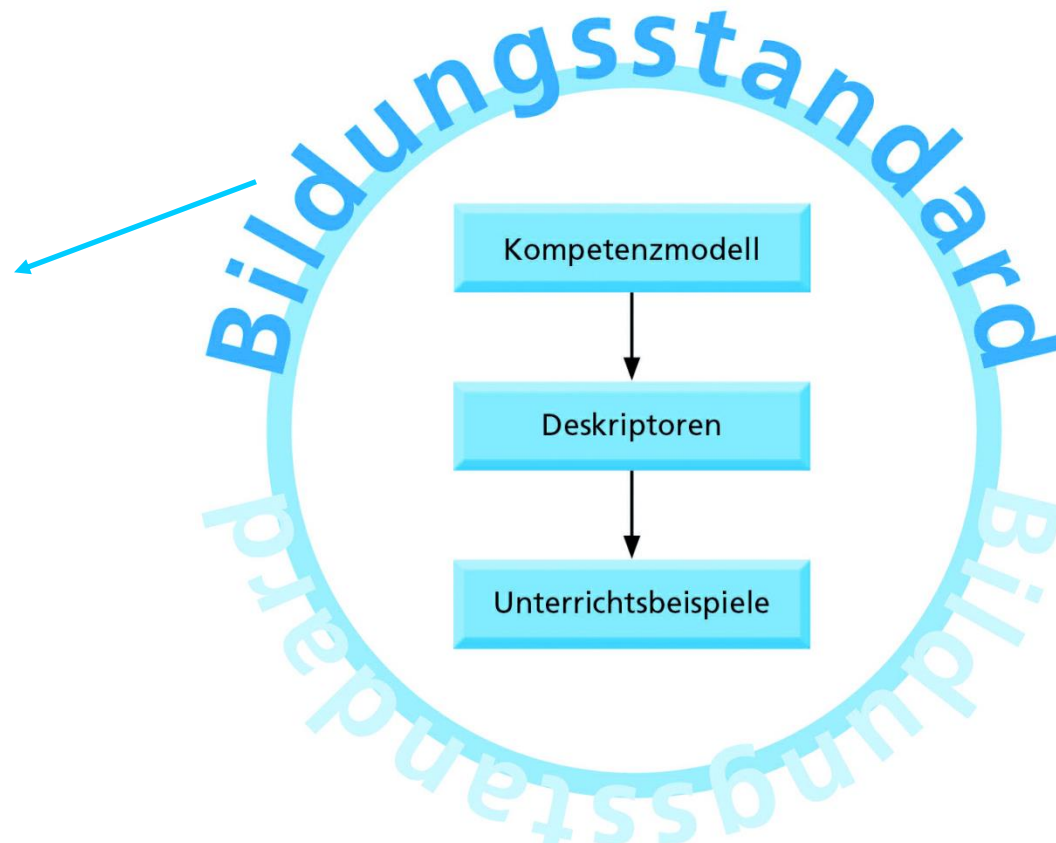 Bildungsstandard
Kompetenzmodell
Deskriptoren
Unterrichtsbeispiele
Bildungsstandard